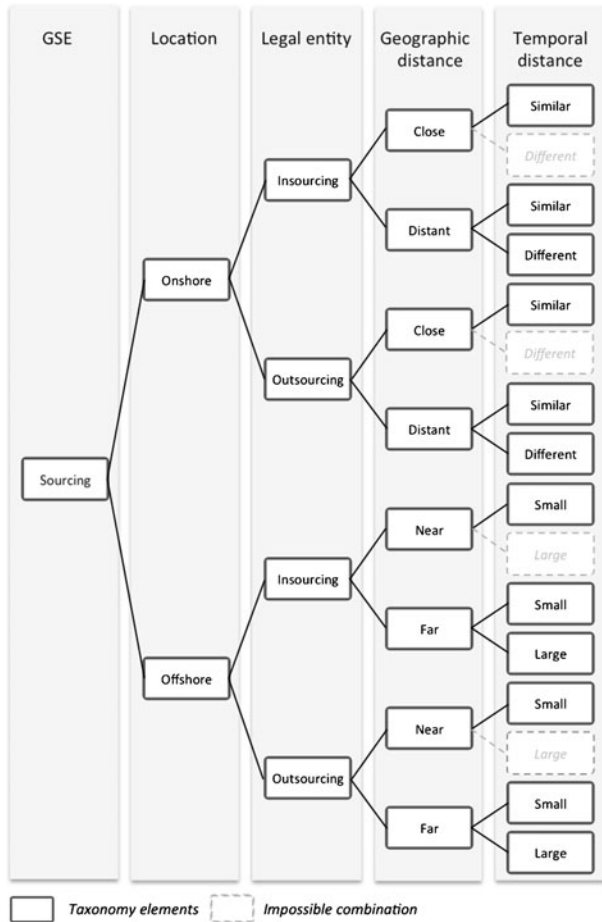 GSE
Location
Legal entity
Geographic
distance
Temporal
distance
Similar
Close
Different
Insourcing
Similar
Distant
Different
Onshore
Similar
Close
Different
Outsourcing
Similar
Distant
Different
Sourcing
Small
Near
Large
Insourcing
Small
Far
Large
Offshore
Small
Near
Large
Outsourcing
Small
Far
Large
Taxonomy elements
Impossible combination